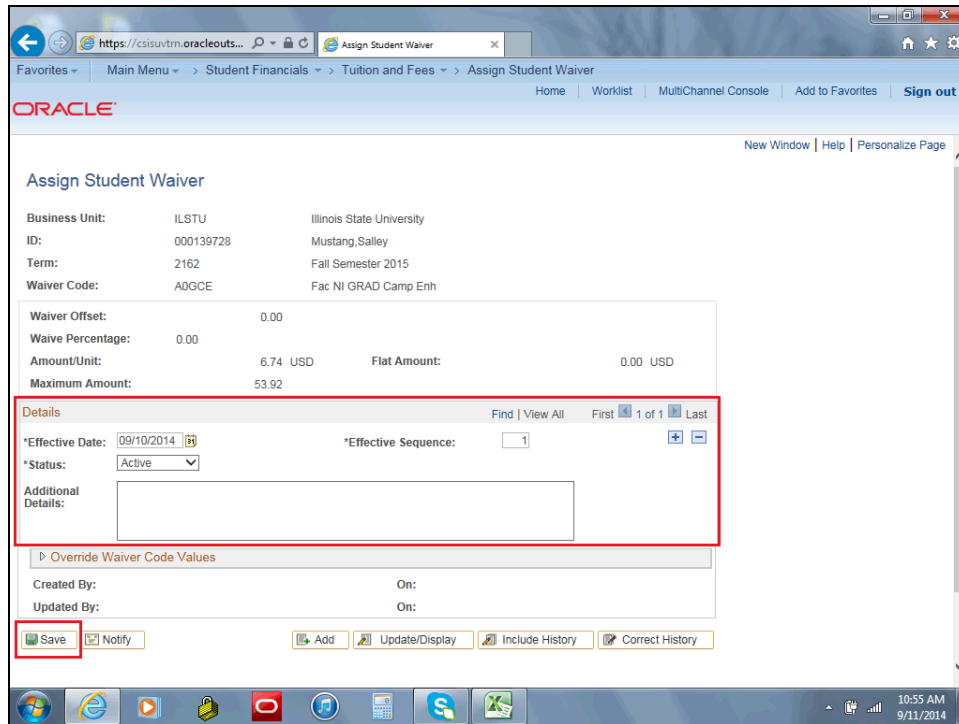 https://csisuvtrn.oracleouts...
Assign Student Waiver
Favorites Main Menu > Student Financials > Tuition and Fees > Assign Student Waiver
Home | Worklist | MultiChannel Console | Add to Favorites | Sign out
ORACLE
New Window | Help | Personalize Page
Assign Student Waiver
Business Unit: ILSTU Illinois State University
ID: 000139728 Mustang,Salley
Term: 2162 Fall Semester 2015
Waiver Code: A0GCE Fac NI GRAD Camp Enh
Waiver Offset: 0.00
Waive Percentage: 0.00
Amount/Unit: 6.74 USD Flat Amount: 0.00 USD
Maximum Amount: 53.92
Details Find | View All First 1 of 1 Last
*Effective Date: 09/10/2014 31 *Effective Sequence: 1
*Status: Active
Additional
Details:
Override Waiver Code Values
Created By: On:
Updated By: On:
Save Notify Add Update/Display Include History Correct History
10:55 AM
9/11/2014